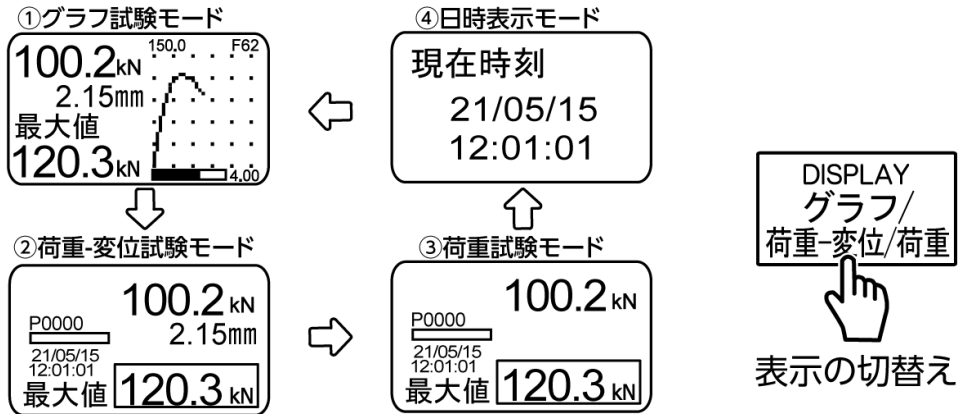 ①グラフ試験モード
100.2kN
2.15mm
最大値
120.3kN
150.0
F62
4.00
②荷重-変位試験モード
100.2kN
2.15mm
P0000
21/05/15
12:01:01
最大値 120.3kN
③荷重試験モード
100.2kN
P0000
21/05/15
12:01:01
最大値 120.3kN
④日時表示モード
現在時刻
21/05/15
12:01:01
DISPLAY
グラフ/
荷重-変位/荷重
表示の切替え